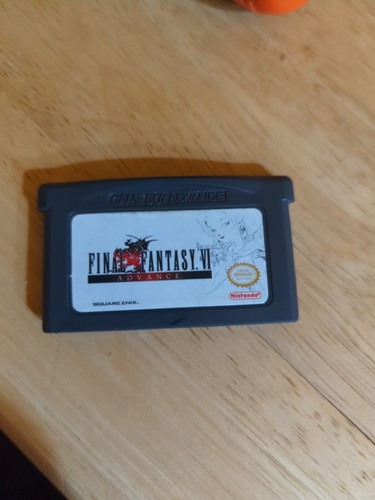 GAME BOY ADVANCE
FINAL FANTASY VI
ADVANCE
SQUARE ENIX.
Nintendo®